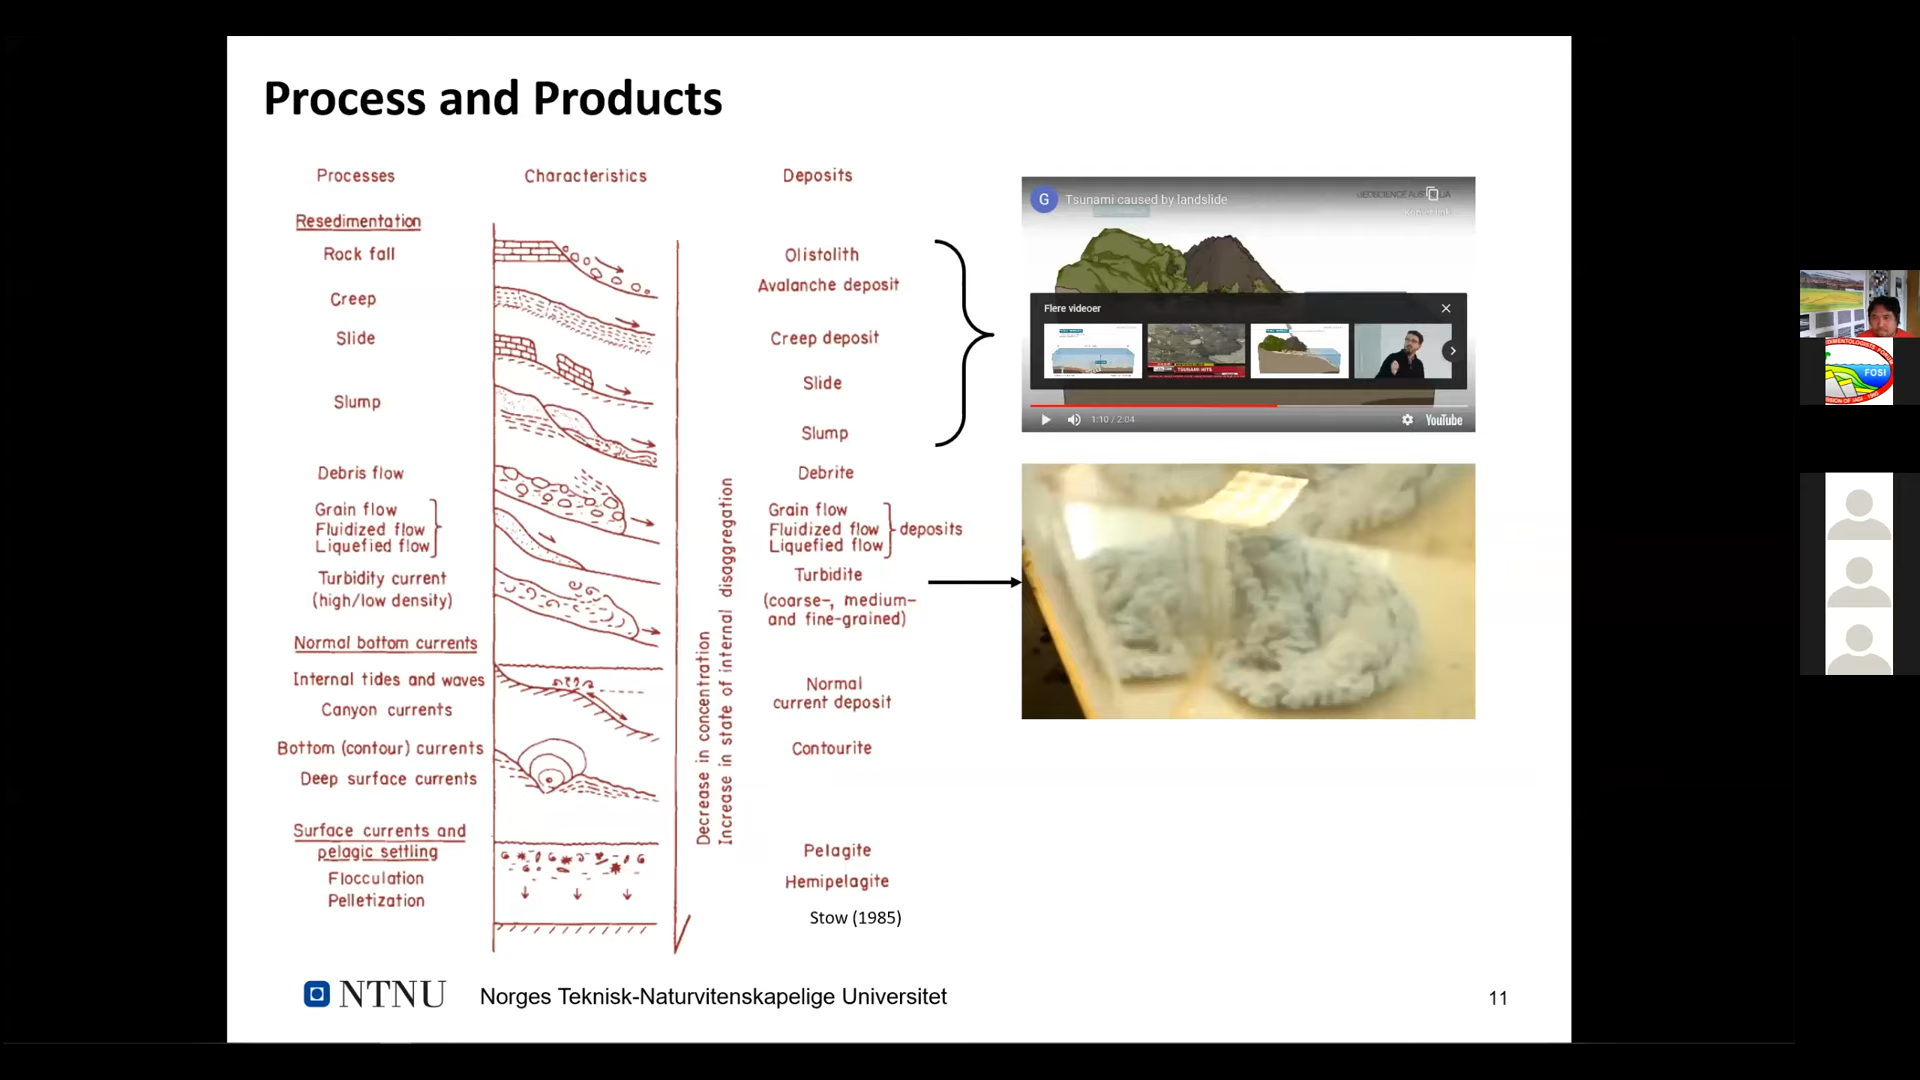 Process and Products
Processes
Characteristics
Deposits
Resedimentation
Rock fall
Creep
Slide
Slump
Debris flow
Grain flow
Fluidized flow
Liquefied flow
Turbidity current
(high/low density)
Normal bottom currents
Internal tides and waves
Canyon currents
Bottom (contour) currents
Deep surface currents
Surface currents and
pelagic settling
Flocculation
Pelletization
Decrease in concentration
Increase in state of internal disaggregation
Olistolith
Avalanche deposit
Creep deposit
Slide
Slump
Debrite
Grain flow
Fluidized flow
Liquefied flow
deposits
Turbidite
(coarse-, medium-
and fine-grained)
Normal
current deposit
Contourite
Pelagite
Hemipelagite
Stow (1985)
G
Tsunami caused by landslide
Flere videoer
TSUNAMI HITS
1:10 / 2:04
YouTube
NTNU
Norges Teknisk-Naturvitenskapelige Universitet
11
FOSI